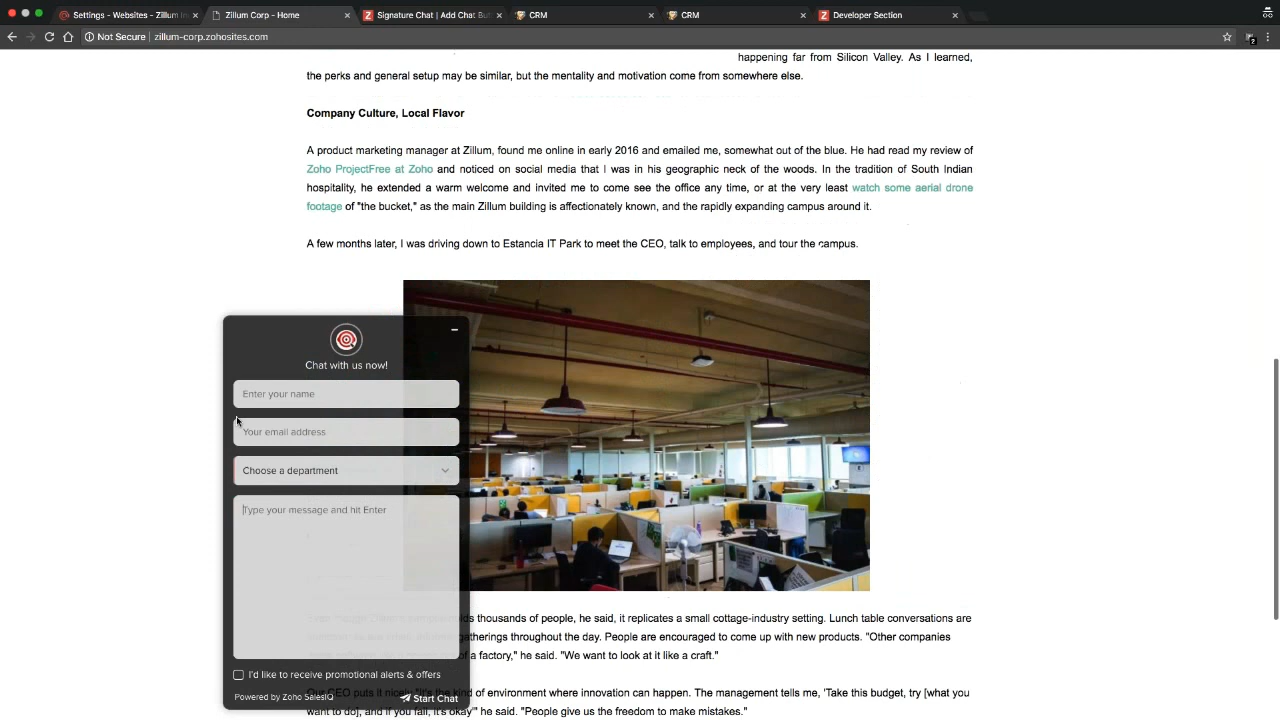 Settings - Websites - Zillum In
Zillum Corp - Home
Signature Chat | Add Chat Bu
CRM
CRM
Developer Section
Not Secure | zillum-corp.zohosites.com
happening far from Silicon Valley. As I learned,
the perks and general setup may be similar, but the mentality and motivation come from somewhere else.
Company Culture, Local Flavor
A product marketing manager at Zillum, found me online in early 2016 and emailed me, somewhat out of the blue. He had read my review of
Zoho ProjectFree at Zoho and noticed on social media that I was in his geographic neck of the woods. In the tradition of South Indian
hospitality, he extended a warm welcome and invited me to come see the office any time, or at the very least watch some aerial drone
footage of "the bucket," as the main Zillum building is affectionately known, and the rapidly expanding campus around it.
A few months later, I was driving down to Estancia IT Park to meet the CEO, talk to employees, and tour the campus.
Chat with us now!
Enter your name
Your email address
Choose a department
Type your message and hit Enter
I'd like to receive promotional alerts & offers
Powered by Zoho SalesIQ
Start Chat
thousands of people, he said, it replicates a small cottage-industry setting. Lunch table conversations are
gatherings throughout the day. People are encouraged to come up with new products. "Other companies
of a factory," he said. "We want to look at it like a craft."
Our CEO puts it nicely "It's the kind of environment where innovation can happen. The management tells me, 'Take this budget, try [what you
want to do], and if you fail, it's okay'" he said. "People give us the freedom to make mistakes."